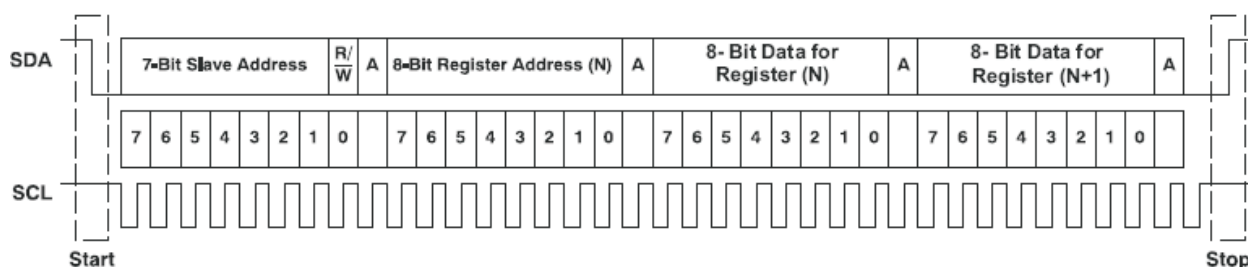 SDA
7-Bit Slave Address
R/
W
A
8-Bit Register Address (N)
A
8- Bit Data for
Register (N)
A
8- Bit Data for
Register (N+1)
A
7 6 5 4 3 2 1 0 7 6 5 4 3 2 1 0 7 6 5 4 3 2 1 0 7 6 5 4 3 2 1 0
SCL
Start
Stop